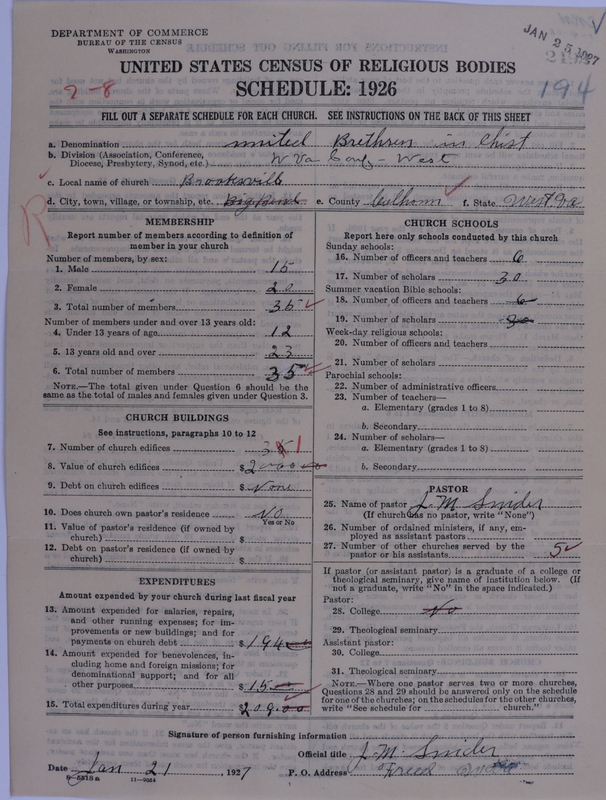 DEPARTMENT OF COMMERCE
BUREAU OF THE CENSUS
WASHINGTON
JAN 25 1927
UNITED STATES CENSUS OF RELIGIOUS BODIES
2-8
SCHEDULE: 1926
194
FILL OUT A SEPARATE SCHEDULE FOR EACH CHURCH. SEE INSTRUCTIONS ON THE BACK OF THIS SHEET
a. Denomination United Brethren in Christ
b. Division (Association, Conference, Diocese, Presbytery, Synod, etc.) W Va Conf - West
c. Local name of church Brooksville
d. City, town, village, or township, etc. Big Bend e. County Calhoun f. State West Va
R
MEMBERSHIP
Report number of members according to definition of
member in your church
Number of members, by sex:
1. Male 15
2. Female 20
3. Total number of members 35
Number of members under and over 13 years old:
4. Under 13 years of age 12
5. 13 years old and over 23
6. Total number of members 35
NOTE.—The total given under Question 6 should be the
same as the total of males and females given under Question 3.
CHURCH BUILDINGS
See instructions, paragraphs 10 to 12
7. Number of church edifices 1
8. Value of church edifices $2000
9. Debt on church edifices $ None
10. Does church own pastor's residence No
Yes or No
11. Value of pastor's residence (if owned by
church) $
12. Debt on pastor's residence (if owned by
church) $
EXPENDITURES
Amount expended by your church during last fiscal year
13. Amount expended for salaries, repairs,
and other running expenses; for im-
provements or new buildings; and for
payments on church debt $194
14. Amount expended for benevolences, in-
cluding home and foreign missions; for
denominational support; and for all
other purposes $15
15. Total expenditures during year $209.00
CHURCH SCHOOLS
Report here only schools conducted by this church
Sunday schools:
16. Number of officers and teachers 6
17. Number of scholars 30
Summer vacation Bible schools:
18. Number of officers and teachers 6
19. Number of scholars 30
Week-day religious schools:
20. Number of officers and teachers
21. Number of scholars
Parochial schools:
22. Number of administrative officers
23. Number of teachers—
a. Elementary (grades 1 to 8)
b. Secondary
24. Number of scholars—
a. Elementary (grades 1 to 8)
b. Secondary
PASTOR
25. Name of pastor J. M. Snider
(If church has no pastor, write "None")
26. Number of ordained ministers, if any, em-
ployed as assistant pastors
27. Number of other churches served by the
pastor or his assistants 5
If pastor (or assistant pastor) is a graduate of a college or
theological seminary, give name of institution below. (If
not a graduate, write "No" in the space indicated.)
Pastor:
28. College No
29. Theological seminary
Assistant pastor:
30. College
31. Theological seminary
NOTE.—Where one pastor serves two or more churches,
Questions 28 and 29 should be answered only on the schedule
for one of the churches; on the schedules for the other churches,
write "See schedule for church."
Signature of person furnishing information
Official title J. M. Snider
Date Jan 21, 1927 P. O. Address Freed
8-5818a 11-2654